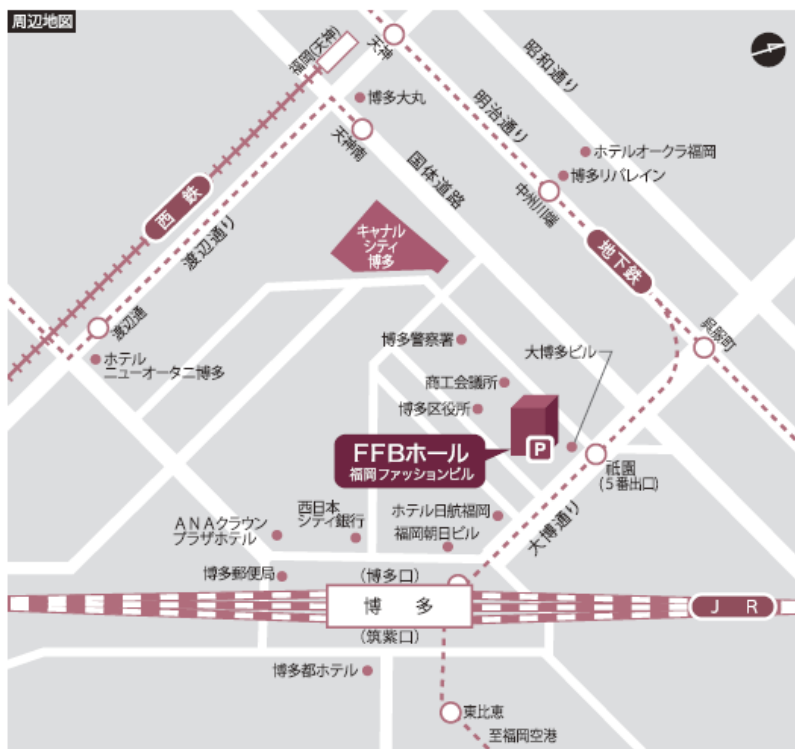 周辺地図
福岡(天神)
天神
昭和通り
明治通り
博多大丸
天神南
国体道路
ホテルオークラ福岡
博多リバレイン
中州川端
西鉄
渡辺通り
キャナル
シティ
博多
地下鉄
呉服町
渡辺通
ホテル
ニューオータニ博多
博多警察署
大博多ビル
商工会議所
博多区役所
FFBホール
福岡ファッションビル
P
祇園
(5番出口)
大博通り
ホテル日航福岡
福岡朝日ビル
西日本
シティ銀行
ANAクラウン
プラザホテル
博多郵便局
(博多口)
博多
JR
(筑紫口)
博多都ホテル
東比恵
至福岡空港